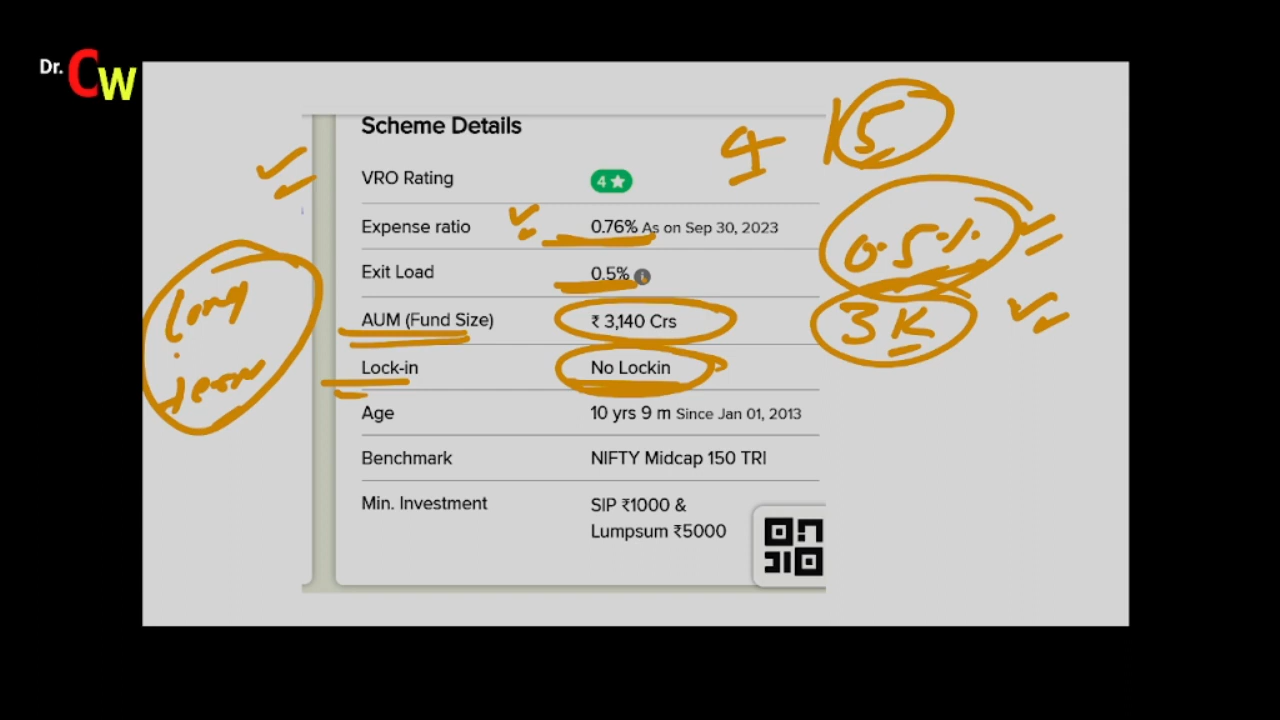 Dr. CW
Scheme Details
4 15
VRO Rating 4★
Expense ratio 0.76% As on Sep 30, 2023
0.5%
Exit Load 0.5%
AUM (Fund Size) ₹ 3,140 Crs
3K
long
term
Lock-in No Lockin
Age 10 yrs 9 m Since Jan 01, 2013
Benchmark NIFTY Midcap 150 TRI
Min. Investment SIP ₹1000 &
Lumpsum ₹5000